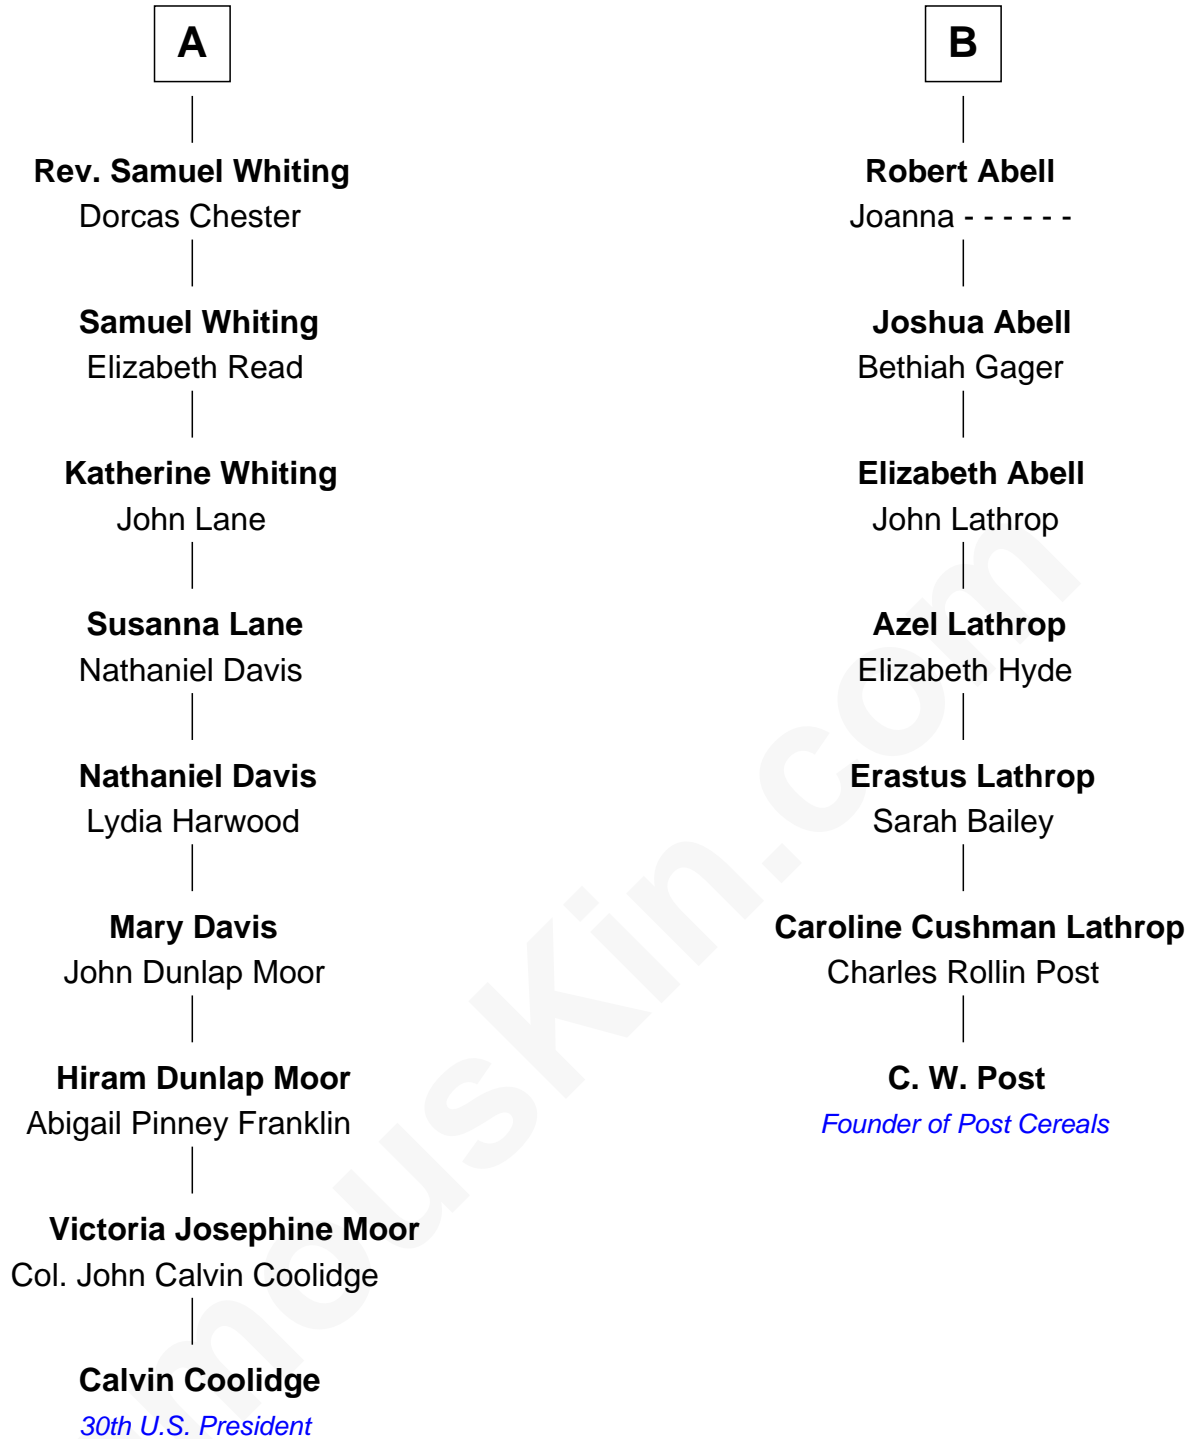 A
Rev. Samuel Whiting
Dorcas Chester
Samuel Whiting
Elizabeth Read
Katherine Whiting
John Lane
Susanna Lane
Nathaniel Davis
Nathaniel Davis
Lydia Harwood
Mary Davis
John Dunlap Moor
Hiram Dunlap Moor
Abigail Pinney Franklin
Victoria Josephine Moor
Col. John Calvin Coolidge
Calvin Coolidge
30th U.S. President
B
Robert Abell
Joanna - - - - - -
Joshua Abell
Bethiah Gager
Elizabeth Abell
John Lathrop
Azel Lathrop
Elizabeth Hyde
Erastus Lathrop
Sarah Bailey
Caroline Cushman Lathrop
Charles Rollin Post
C. W. Post
Founder of Post Cereals
mousKin.com